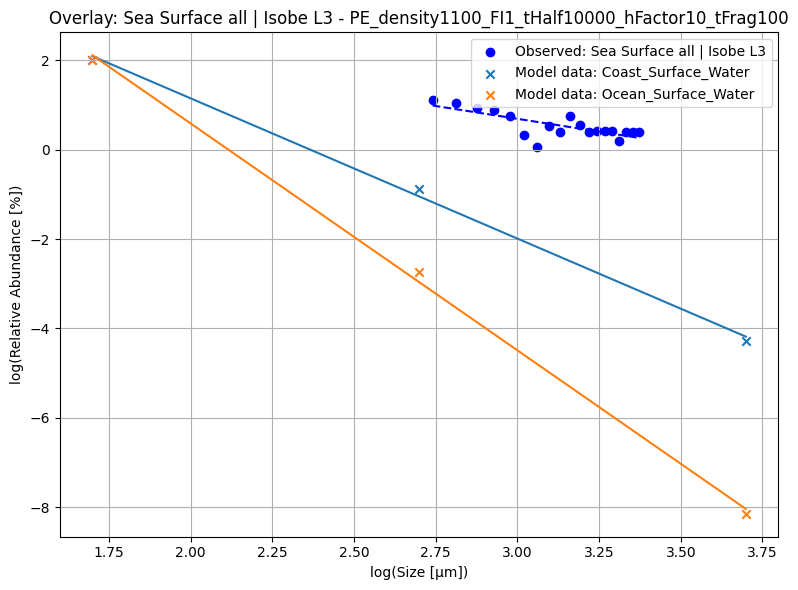 Overlay: Sea Surface all | Isobe L3 - PE_density1100_FI1_tHalf10000_hFactor10_tFrag100
Observed: Sea Surface all | Isobe L3
Model data: Coast_Surface_Water
Model data: Ocean_Surface_Water
log(Relative Abundance [%])
2
0
−2
−4
−6
−8
1.75 2.00 2.25 2.50 2.75 3.00 3.25 3.50 3.75
log(Size [μm])